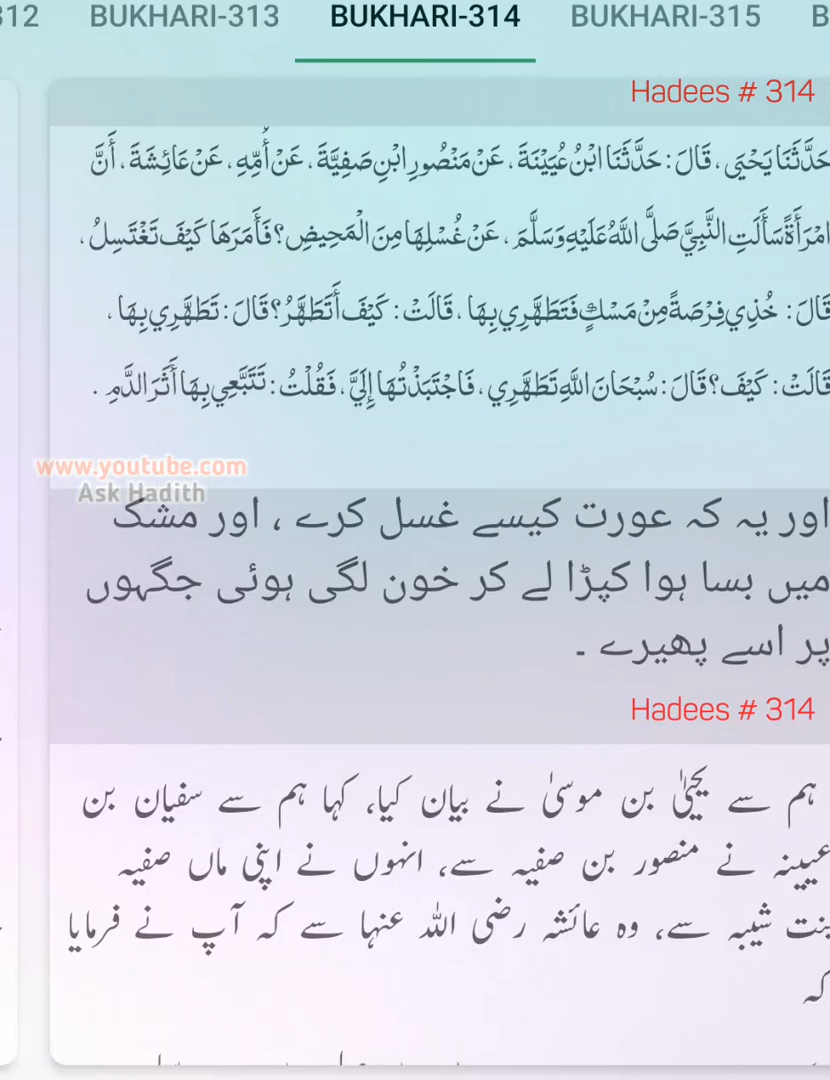 312 BUKHARI-313 BUKHARI-314 BUKHARI-315 B
Hadees # 314
حَدَّثَنَا يَحْيَى ، قَالَ : حَدَّثَنَا ابْنُ عُيَيْنَةَ ، عَنْ مَنْصُورِ ابْنِ صَفِيَّةَ ، عَنْ أُمِّهِ ، عَنْ عَائِشَةَ ، أَنَّ
امْرَأَةً سَأَلَتِ النَّبِيَّ صَلَّى اللَّهُ عَلَيْهِ وَسَلَّمَ ، عَنْ غُسْلِهَا مِنَ الْمَحِيضِ ؟ فَأَمَرَهَا كَيْفَ تَغْتَسِلُ ،
قَالَ : خُذِي فِرْصَةً مِنْ مَسْكٍ فَتَطَهَّرِي بِهَا ، قَالَتْ : كَيْفَ أَتَطَهَّرُ ؟ قَالَ : تَطَهَّرِي بِهَا ،
قَالَتْ : كَيْفَ ؟ قَالَ : سُبْحَانَ اللَّهِ تَطَهَّرِي ، فَاجْتَبَذْتُهَا إِلَيَّ ، فَقُلْتُ : تَتَبَّعِي بِهَا أَثَرَ الدَّمِ .
www.youtube.com
Ask Hadith
اور یہ کہ عورت کیسے غسل کرے ، اور مشک
میں بسا ہوا کپڑا لے کر خون لگی ہوئی جگہوں
پر اسے پھیرے ۔
Hadees # 314
ہم سے یحییٰ بن موسیٰ نے بیان کیا، کہا ہم سے سفیان بن
عیینہ نے منصور بن صفیہ سے، انہوں نے اپنی ماں صفیہ
بنت شیبہ سے، وہ عائشہ رضی اللہ عنہا سے کہ آپ نے فرمایا
کہ